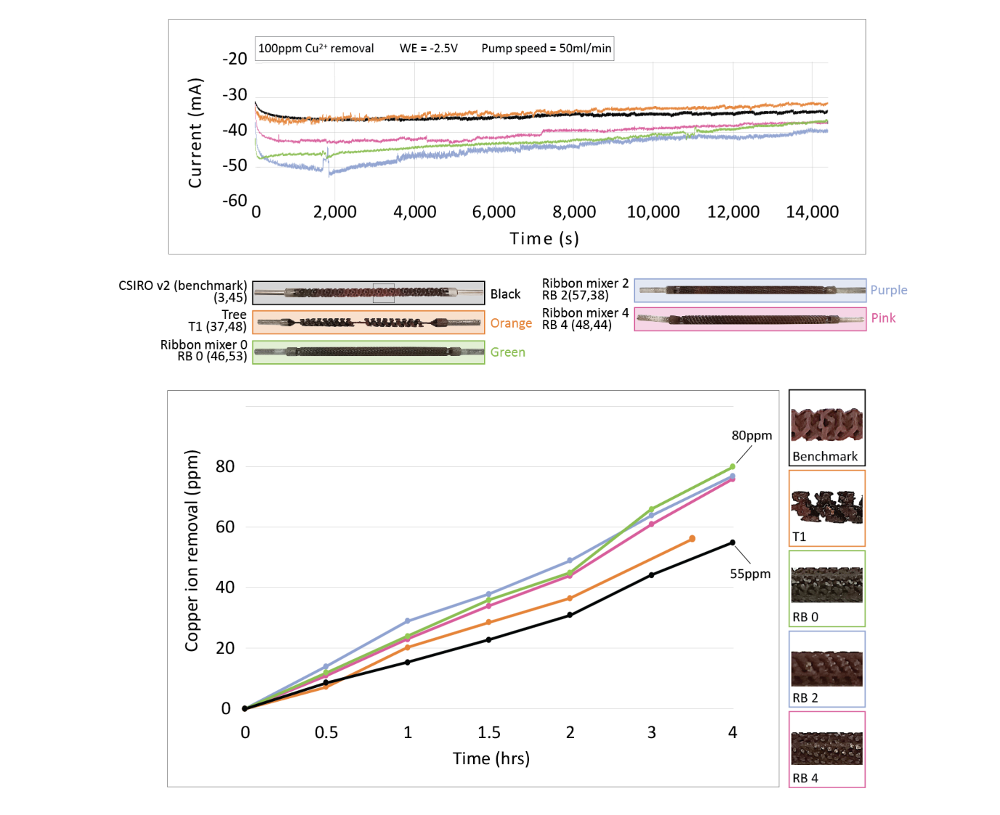 100ppm Cu²⁺ removal WE = -2.5V Pump speed = 50ml/min
-20
-30
-40
-50
-60
Current (mA)
0 2,000 4,000 6,000 8,000 10,000 12,000 14,000
Time (s)
CSIRO v2 (benchmark)
(3,45)
Black
Tree
T1 (37,48)
Orange
Ribbon mixer 0
RB 0 (46,53)
Green
Ribbon mixer 2
RB 2(57,38)
Purple
Ribbon mixer 4
RB 4 (48,44)
Pink
80ppm
55ppm
80
60
40
20
0
Copper ion removal (ppm)
0 0.5 1 1.5 2 3 4
Time (hrs)
Benchmark
T1
RB 0
RB 2
RB 4